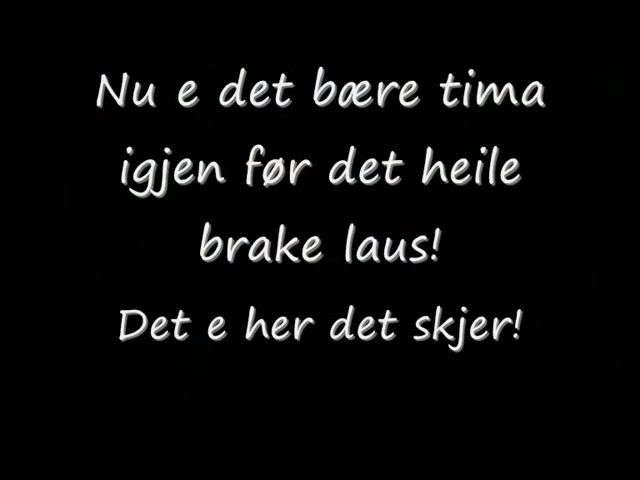 Nu e det bære tima
igjen før det heile
brake laus!
Det e her det skjer!